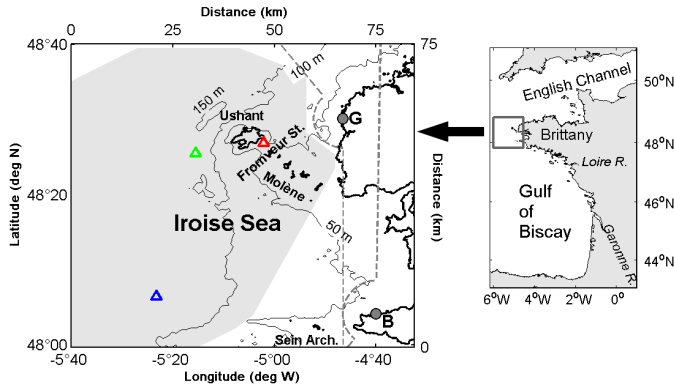 Distance (km)
0 25 50 75
48°40'
48°20'
48°00'
Latitude (deg N)
-5°40' -5°20' -5°00' -4°40'
Longitude (deg W)
75
0
Distance (km)
100 m
150 m
Ushant
Fromveur St.
Molène
G
Iroise Sea
50 m
B
Sein Arch.
English Channel
Brittany
Loire R.
Gulf
of
Biscay
Garonne R.
50°N
48°N
46°N
44°N
6°W 4°W 2°W 0°